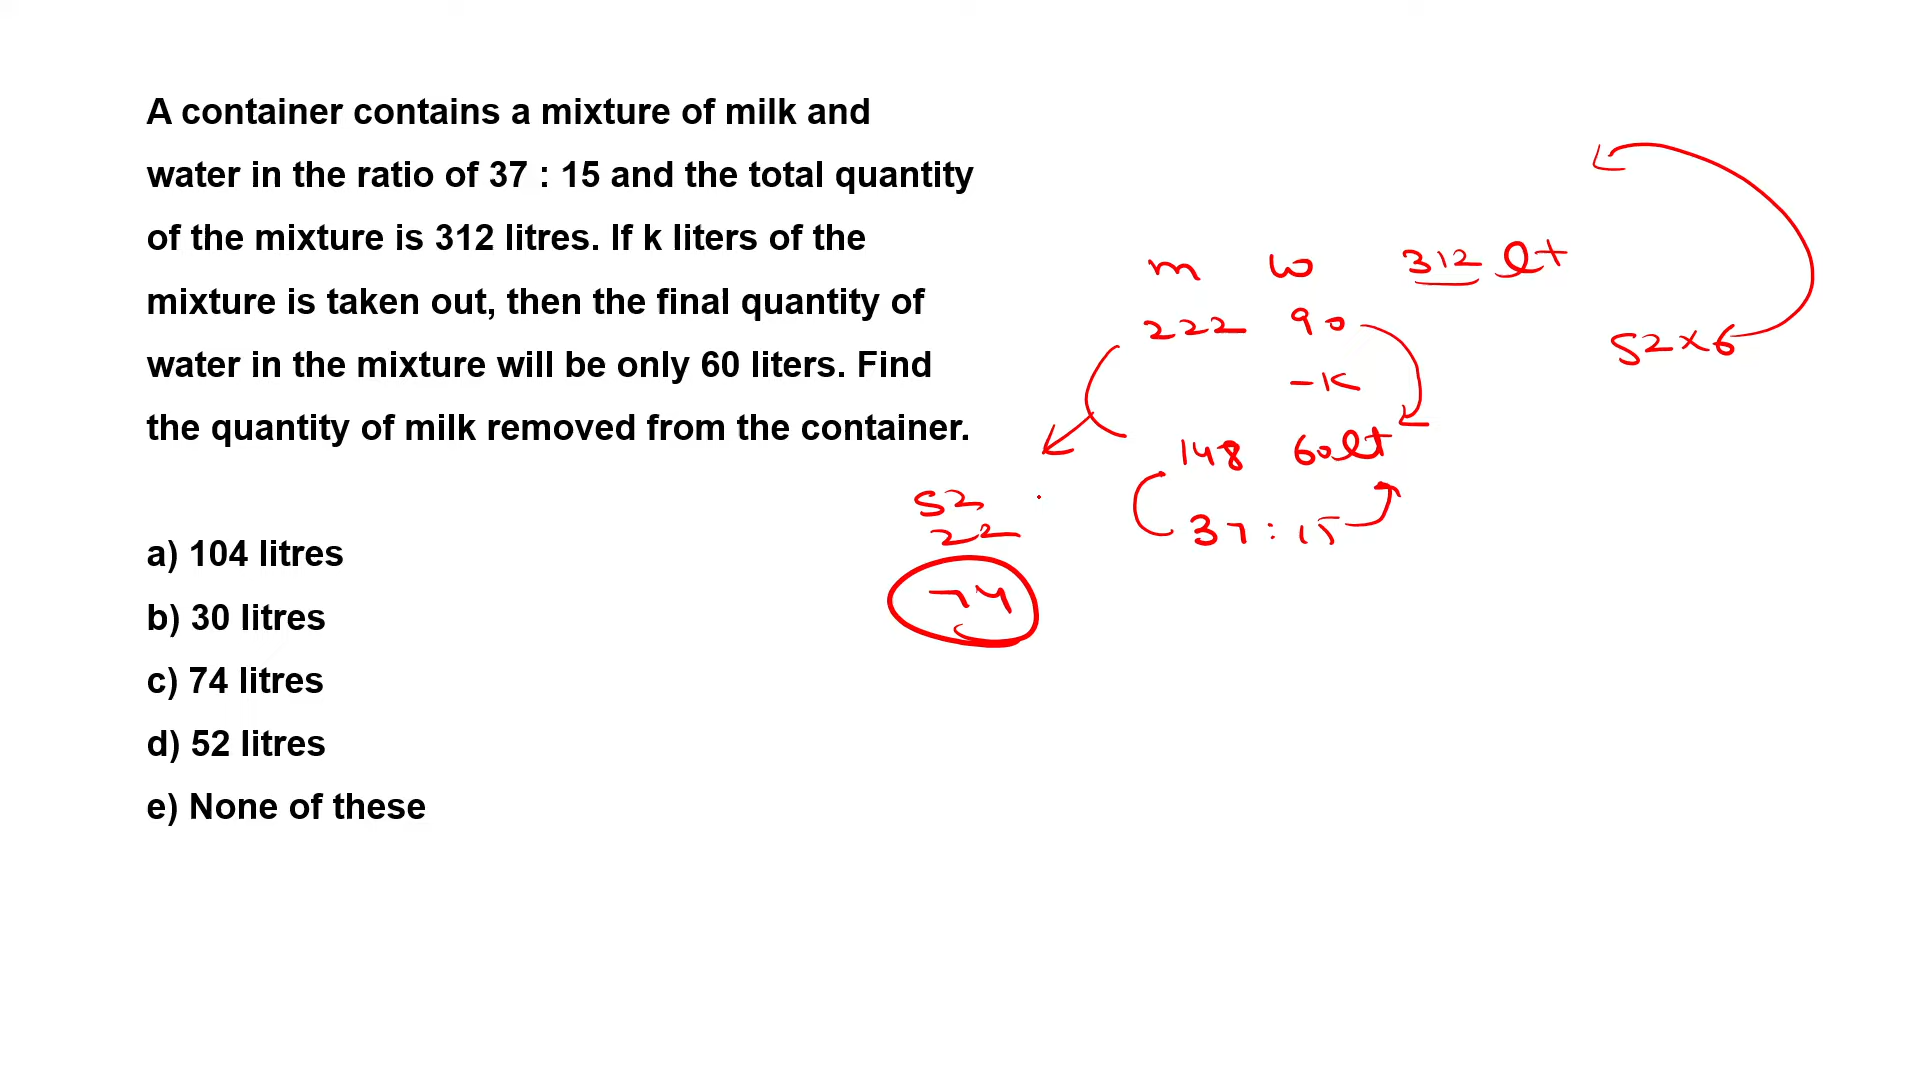 A container contains a mixture of milk and
water in the ratio of 37 : 15 and the total quantity
of the mixture is 312 litres. If k liters of the
mixture is taken out, then the final quantity of
water in the mixture will be only 60 liters. Find
the quantity of milk removed from the container.
a) 104 litres
b) 30 litres
c) 74 litres
d) 52 litres
e) None of these
m w 312 lt
222 90
52×6
-K
148 60lt
37:15
52
22
74